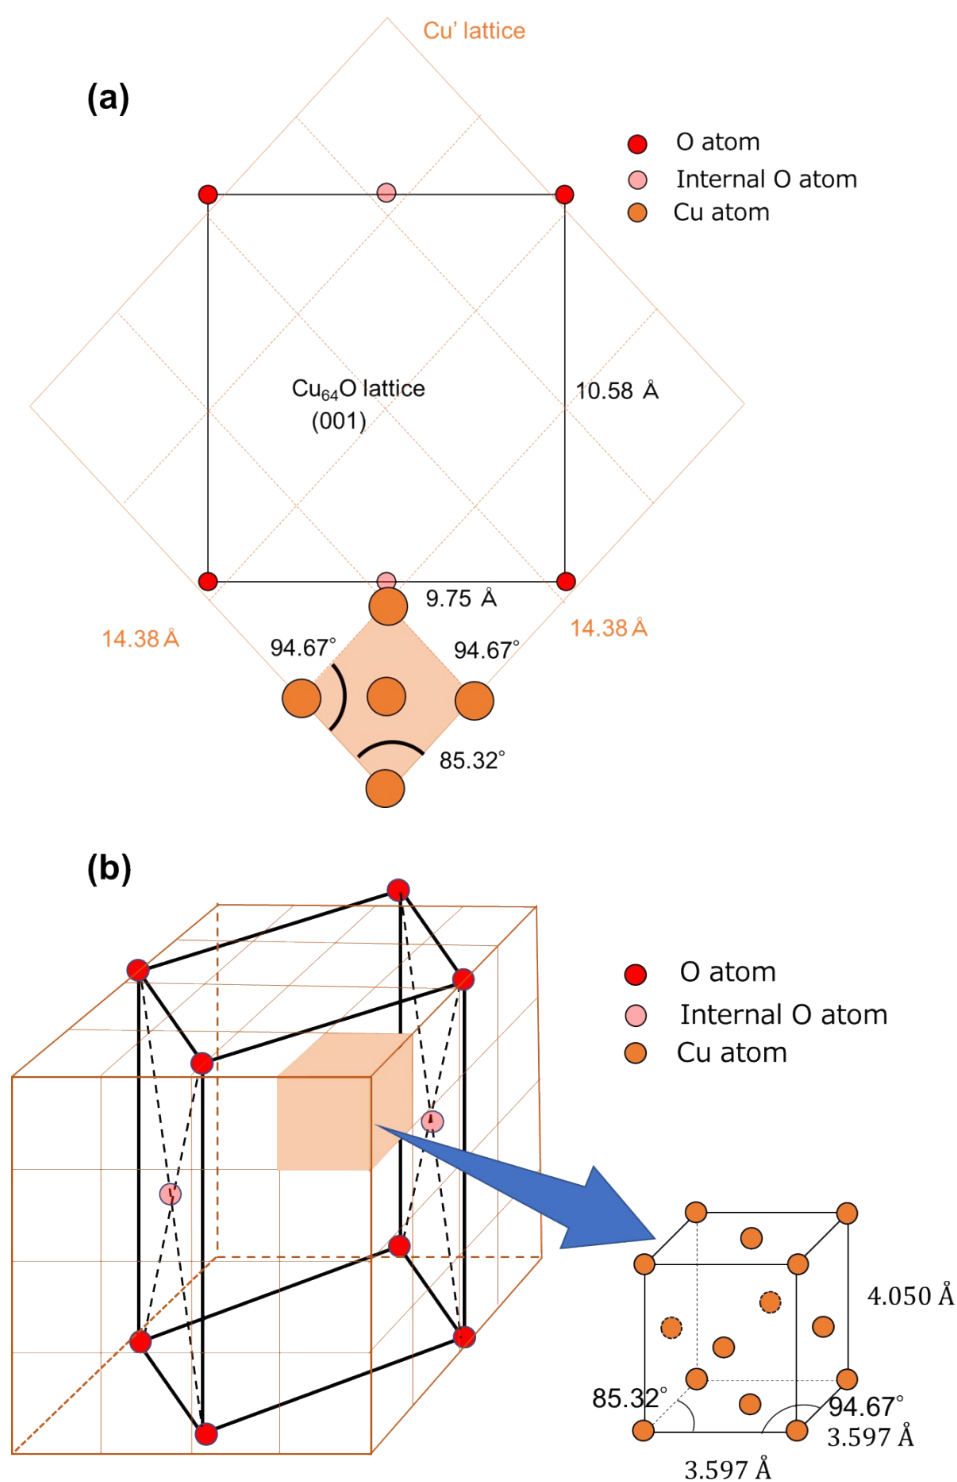 Cu' lattice
(a)
O atom
Internal O atom
Cu atom
Cu₆₄O lattice
(001)
10.58 Å
9.75 Å
14.38 Å
14.38 Å
94.67°
94.67°
85.32°
(b)
O atom
Internal O atom
Cu atom
4.050 Å
85.32°
94.67°
3.597 Å
3.597 Å